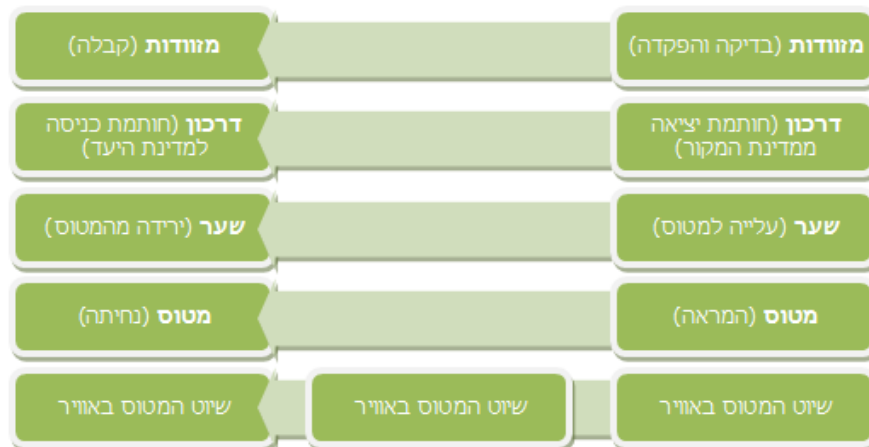 מזוודות (בדיקה והפקדה)
מזוודות (קבלה)
דרכון (חותמת יציאה
ממדינת המקור)
דרכון (חותמת כניסה
למדינת היעד)
שער (עלייה למטוס)
שער (ירידה מהמטוס)
מטוס (המראה)
מטוס (נחיתה)
שיוט המטוס באוויר
שיוט המטוס באוויר
שיוט המטוס באוויר